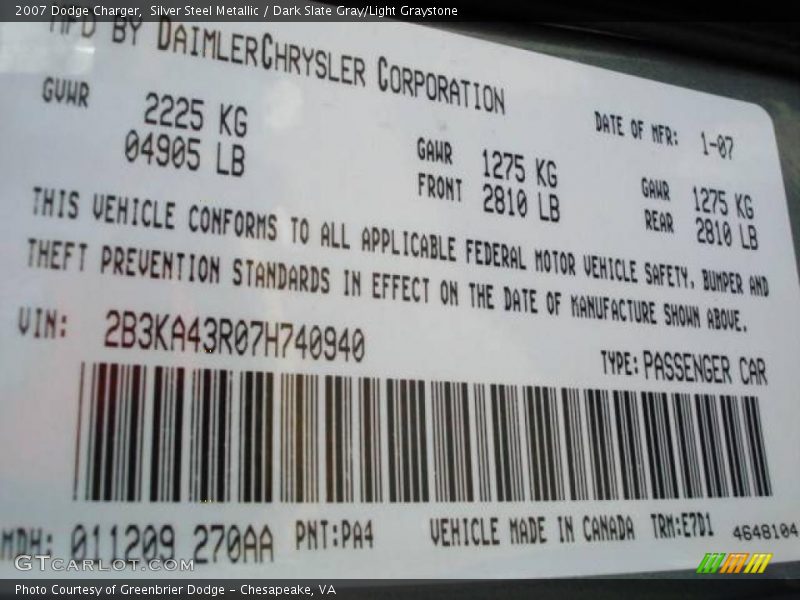 2007 Dodge Charger, Silver Steel Metallic / Dark Slate Gray/Light Graystone
MFD BY DAIMLERCHRYSLER CORPORATION
DATE OF MFR: 1-07
GVWR 2225 KG
04905 LB
GAWR FRONT 1275 KG
2810 LB
GAWR REAR 1275 KG
2810 LB
THIS VEHICLE CONFORMS TO ALL APPLICABLE FEDERAL MOTOR VEHICLE SAFETY, BUMPER AND
THEFT PREVENTION STANDARDS IN EFFECT ON THE DATE OF MANUFACTURE SHOWN ABOVE.
VIN: 2B3KA43R07H740940
TYPE: PASSENGER CAR
MDH: 011209 270AA PNT:PA4 VEHICLE MADE IN CANADA TRM:E7D1 4648104
GTCARLOT.COM
Photo Courtesy of Greenbrier Dodge - Chesapeake, VA